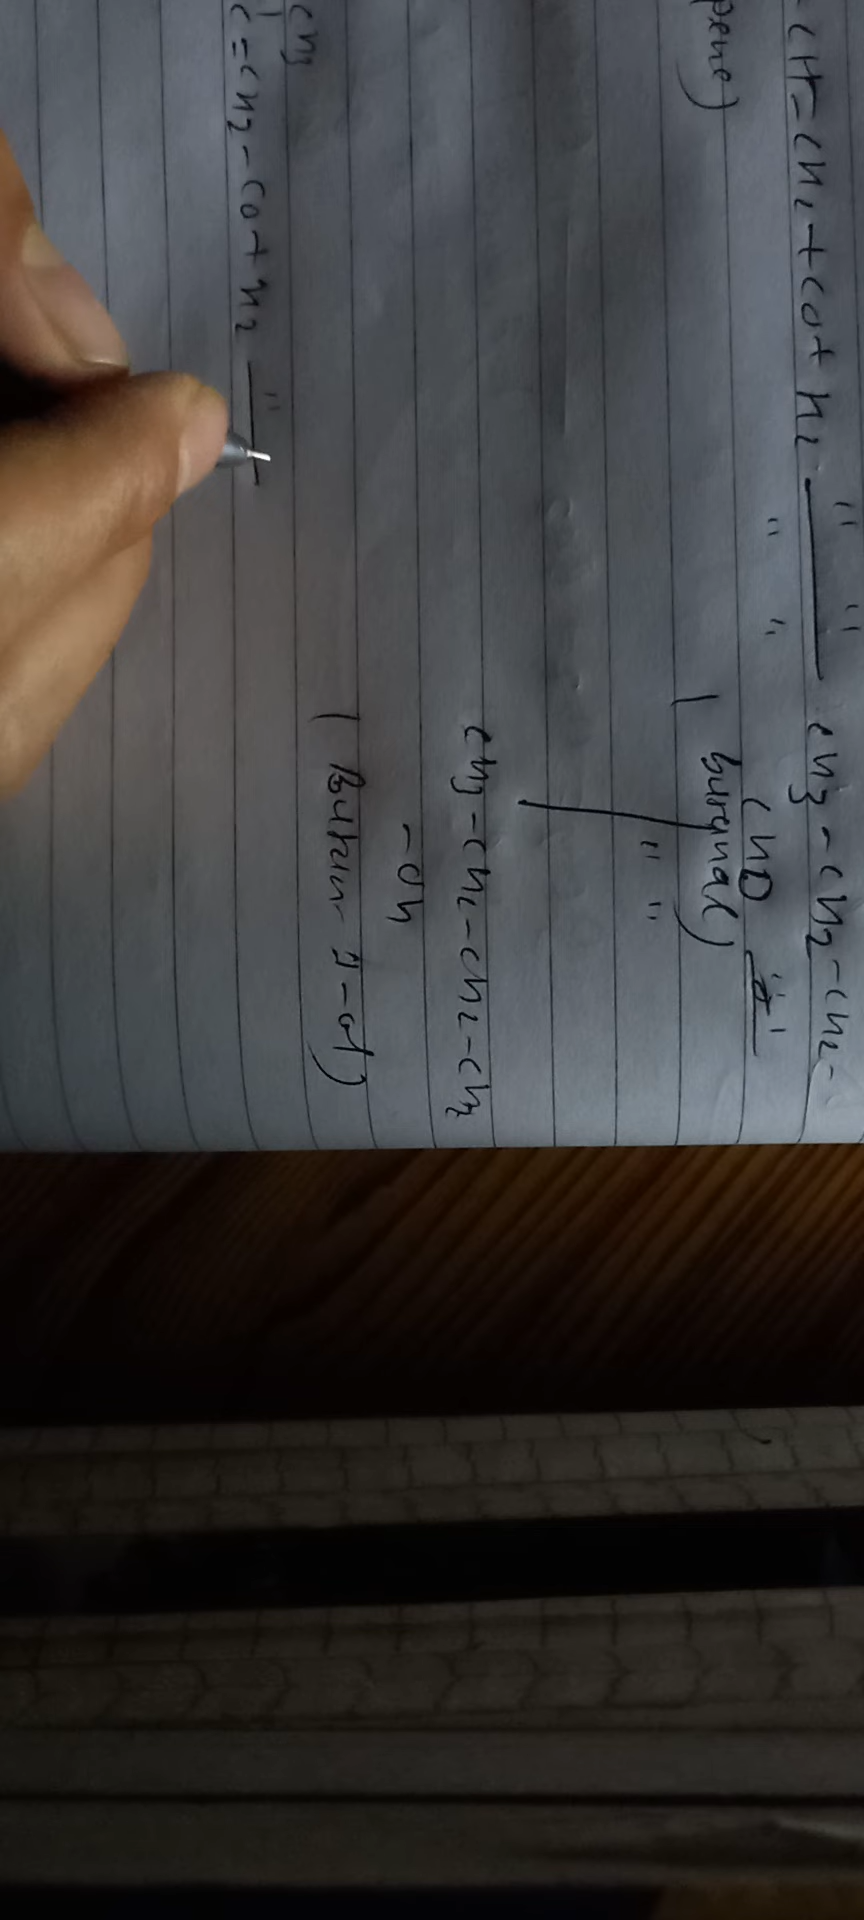 -CH=CH2 + CO + H2 " " CH3-CH2-CH2-
" " CHO
(butanal)
" "
CH3-CH2-CH2-CH2
-OH
(Butan-1-ol)
CH3
C=CH2-CO+H2 "